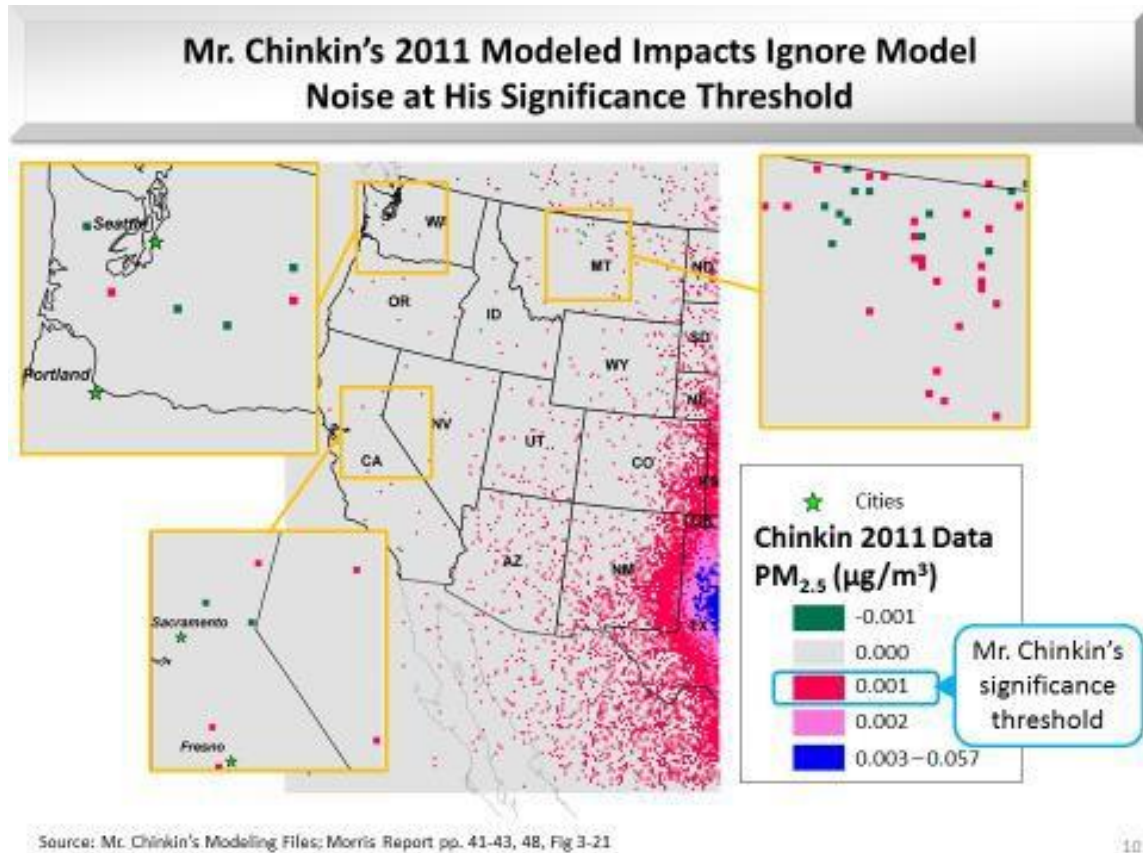 Mr. Chinkin's 2011 Modeled Impacts Ignore Model
Noise at His Significance Threshold
Seattle
Portland
WA
OR
ID
MT
ND
SD
WY
NE
NV
CA
UT
CO
KS
AZ
NM
OK
TX
Sacramento
Fresno
Cities
Chinkin 2011 Data
PM2.5 (µg/m³)
-0.001
0.000
0.001
0.002
0.003–0.057
Mr. Chinkin's
significance
threshold
Source: Mr. Chinkin's Modeling Files; Morris Report pp. 41-43, 48, Fig 3-21
10